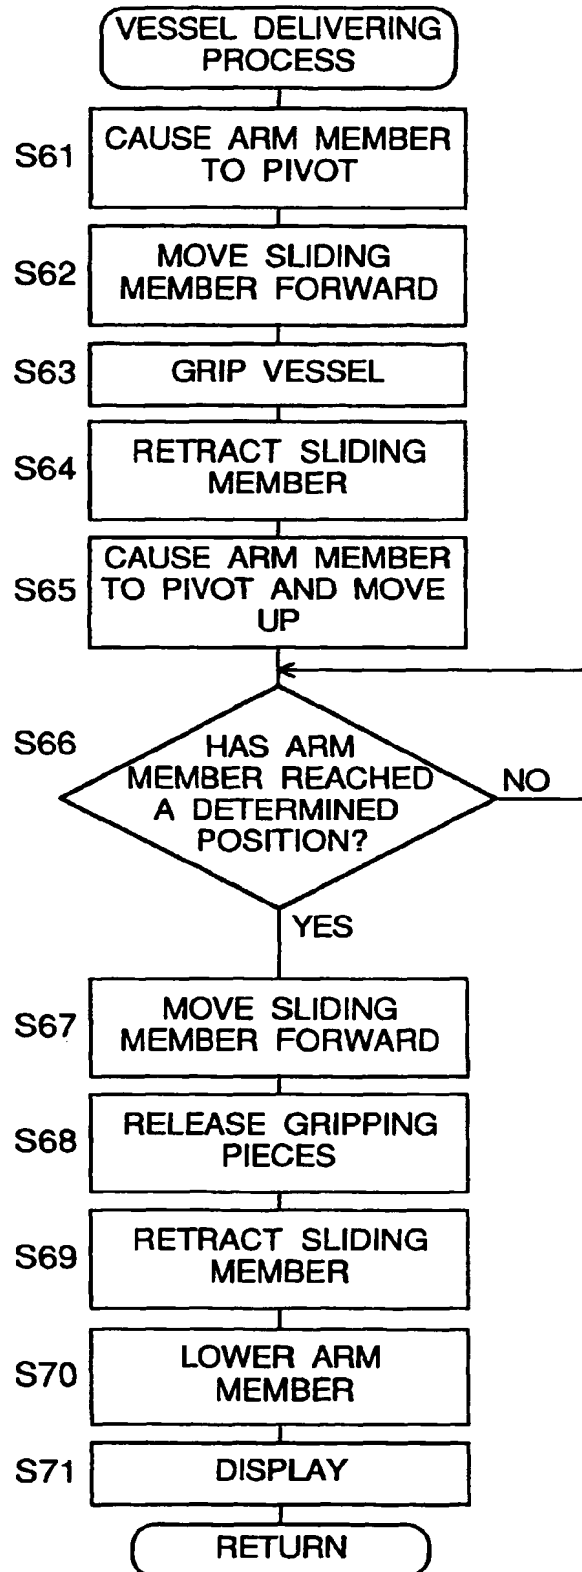 VESSEL DELIVERING
PROCESS
S61
CAUSE ARM MEMBER
TO PIVOT
S62
MOVE SLIDING
MEMBER FORWARD
S63
GRIP VESSEL
S64
RETRACT SLIDING
MEMBER
S65
CAUSE ARM MEMBER
TO PIVOT AND MOVE
UP
S66
HAS ARM
MEMBER REACHED
A DETERMINED
POSITION?
NO
YES
S67
MOVE SLIDING
MEMBER FORWARD
S68
RELEASE GRIPPING
PIECES
S69
RETRACT SLIDING
MEMBER
S70
LOWER ARM
MEMBER
S71
DISPLAY
RETURN